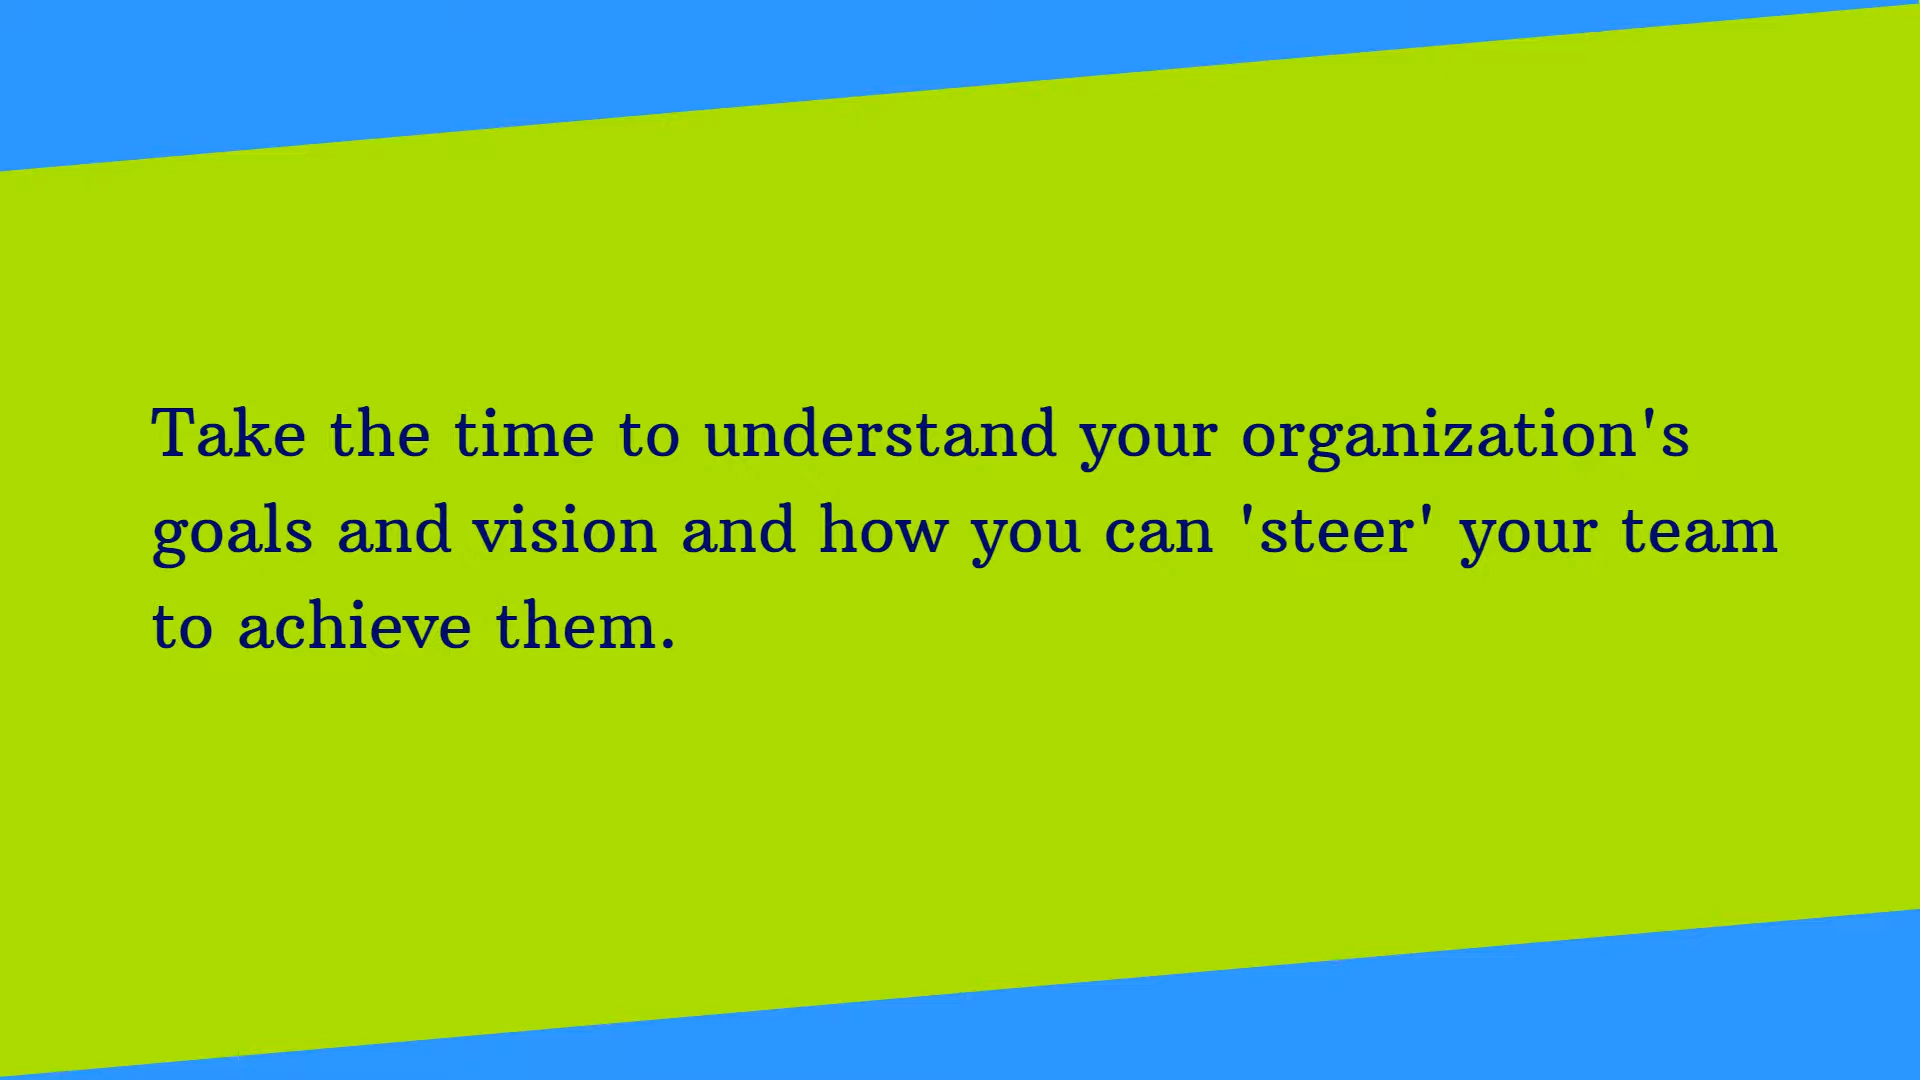 Take the time to understand your organization's
goals and vision and how you can 'steer' your team
to achieve them.